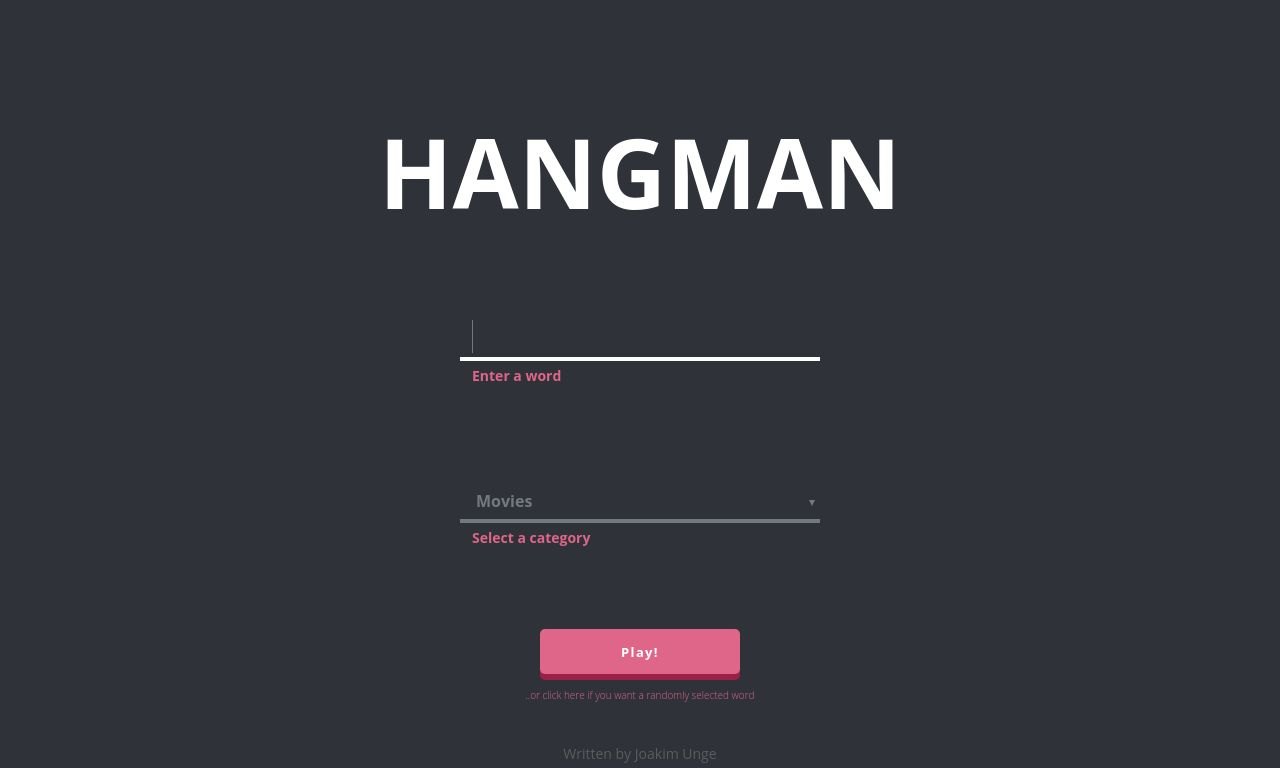 HANGMAN
Enter a word
Movies ▾
Select a category
Play!
..or click here if you want a randomly selected word
Written by Joakim Unge